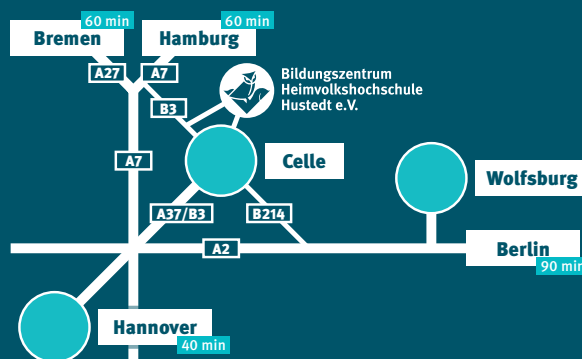 60 min
60 min
Bremen
Hamburg
A27
A7
Bildungszentrum
Heimvolkshochschule
Hustedt e.V.
B3
A7
Celle
Wolfsburg
A37/B3
B214
A2
Berlin
90 min
Hannover
40 min